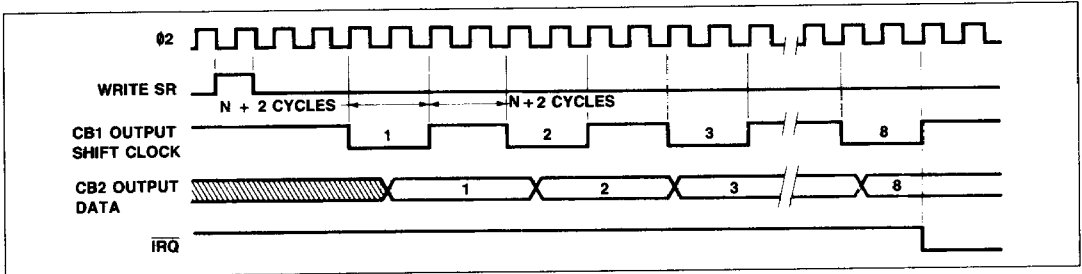 Φ2
WRITE SR
N + 2 CYCLES
N + 2 CYCLES
CB1 OUTPUT
SHIFT CLOCK
1
2
3
8
CB2 OUTPUT
DATA
1
2
3
8
IRQ